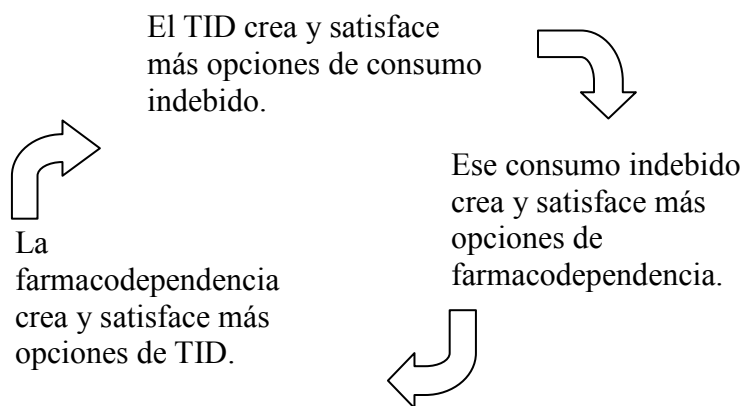 El TID crea y satisface
más opciones de consumo
indebido.
Ese consumo indebido
crea y satisface más
opciones de
farmacodependencia.
La
farmacodependencia
crea y satisface más
opciones de TID.